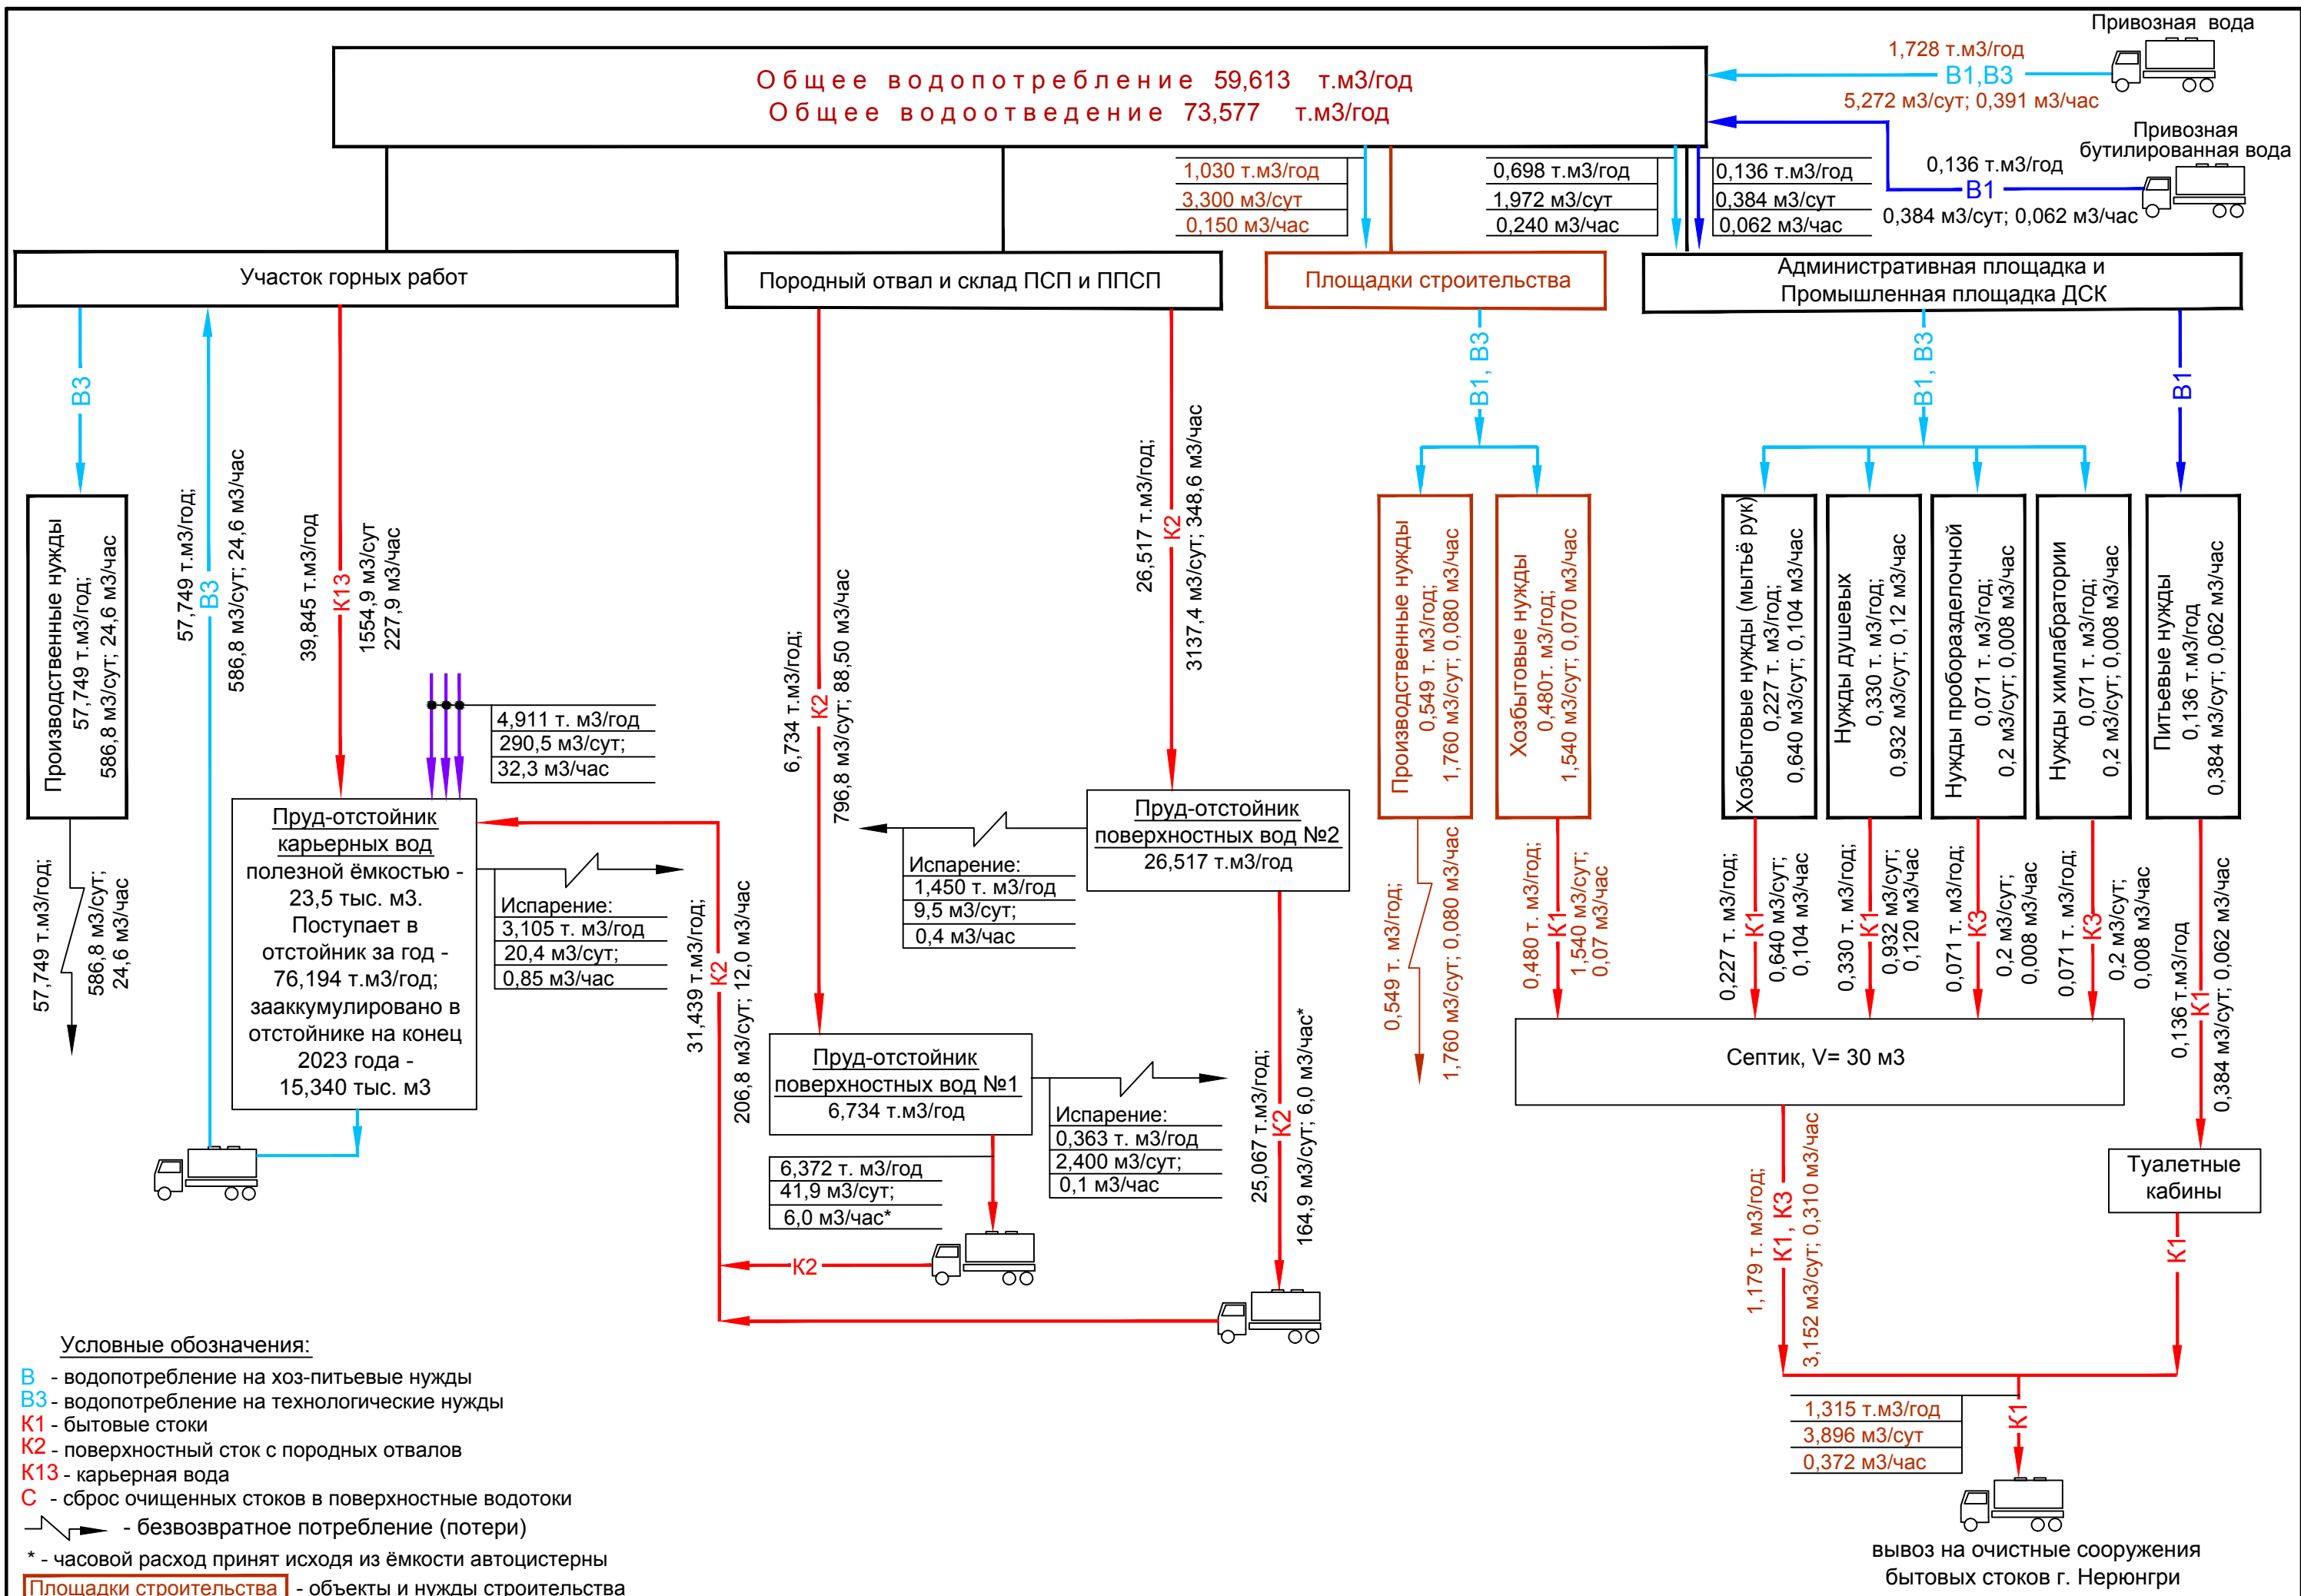 Привозная вода
1,728 т.м3/год
В1,В3
5,272 м3/сут; 0,391 м3/час
Общее водопотребление 59,613 т.м3/год
Общее водоотведение 73,577 т.м3/год
Привозная
бутилированная вода
0,136 т.м3/год
В1
0,384 м3/сут; 0,062 м3/час
1,030 т.м3/год
3,300 м3/сут
0,150 м3/час
0,698 т.м3/год
1,972 м3/сут
0,240 м3/час
0,136 т.м3/год
0,384 м3/сут
0,062 м3/час
Участок горных работ
Породный отвал и склад ПСП и ППСП
Площадки строительства
Административная площадка и
Промышленная площадка ДСК
В3
57,749 т.м3/год;
В3
586,8 м3/сут; 24,6 м3/час
39,845 т.м3/год
К13
1554,9 м3/сут
227,9 м3/час
6,734 т.м3/год;
К2
796,8 м3/сут; 88,50 м3/час
26,517 т.м3/год;
К2
3137,4 м3/сут; 348,6 м3/час
В1, В3
В1, В3
В1
Производственные нужды
57,749 т.м3/год;
586,8 м3/сут; 24,6 м3/час
Производственные нужды
0,549 т. м3/год;
1,760 м3/сут; 0,080 м3/час
Хозбытовые нужды
0,480т. м3/год;
1,540 м3/сут; 0,070 м3/час
Хозбытовые нужды (мытьё рук)
0,227 т. м3/год;
0,640 м3/сут; 0,104 м3/час
Нужды душевых
0,330 т. м3/год;
0,932 м3/сут; 0,12 м3/час
Нужды проборазделочной
0,071 т. м3/год;
0,2 м3/сут; 0,008 м3/час
Нужды химлабратории
0,071 т. м3/год;
0,2 м3/сут; 0,008 м3/час
Питьевые нужды
0,136 т.м3/год
0,384 м3/сут; 0,062 м3/час
4,911 т. м3/год
290,5 м3/сут;
32,3 м3/час
Пруд-отстойник
карьерных вод
полезной ёмкостью -
23,5 тыс. м3.
Поступает в
отстойник за год -
76,194 т.м3/год;
зааккумулировано в
отстойнике на конец
2023 года -
15,340 тыс. м3
Испарение:
3,105 т. м3/год
20,4 м3/сут;
0,85 м3/час
Пруд-отстойник
поверхностных вод №2
26,517 т.м3/год
Испарение:
1,450 т. м3/год
9,5 м3/сут;
0,4 м3/час
57,749 т.м3/год;
586,8 м3/сут;
24,6 м3/час
31,439 т.м3/год;
К2
206,8 м3/сут; 12,0 м3/час
0,549 т. м3/год;
1,760 м3/сут; 0,080 м3/час
0,480 т. м3/год;
К1
1,540 м3/сут;
0,07 м3/час
0,227 т. м3/год;
К1
0,640 м3/сут;
0,104 м3/час
0,330 т. м3/год;
К1
0,932 м3/сут;
0,120 м3/час
0,071 т. м3/год;
К3
0,2 м3/сут;
0,008 м3/час
0,071 т. м3/год;
К3
0,2 м3/сут;
0,008 м3/час
0,136 т.м3/год
К1
0,384 м3/сут; 0,062 м3/час
Пруд-отстойник
поверхностных вод №1
6,734 т.м3/год
Испарение:
0,363 т. м3/год
2,400 м3/сут;
0,1 м3/час
25,067 т.м3/год;
К2
164,9 м3/сут; 6,0 м3/час*
Септик, V= 30 м3
6,372 т. м3/год
41,9 м3/сут;
6,0 м3/час*
К2
1,179 т. м3/год;
К1, К3
3,152 м3/сут; 0,310 м3/час
Туалетные
кабины
К1
1,315 т.м3/год
3,896 м3/сут
0,372 м3/час
К1
вывоз на очистные сооружения
бытовых стоков г. Нерюнгри
Условные обозначения:
В - водопотребление на хоз-питьевые нужды
В3 - водопотребление на технологические нужды
К1 - бытовые стоки
К2 - поверхностный сток с породных отвалов
К13 - карьерная вода
С - сброс очищенных стоков в поверхностные водотоки
- безвозвратное потребление (потери)
* - часовой расход принят исходя из ёмкости автоцистерны
Площадки строительства - объекты и нужды строительства